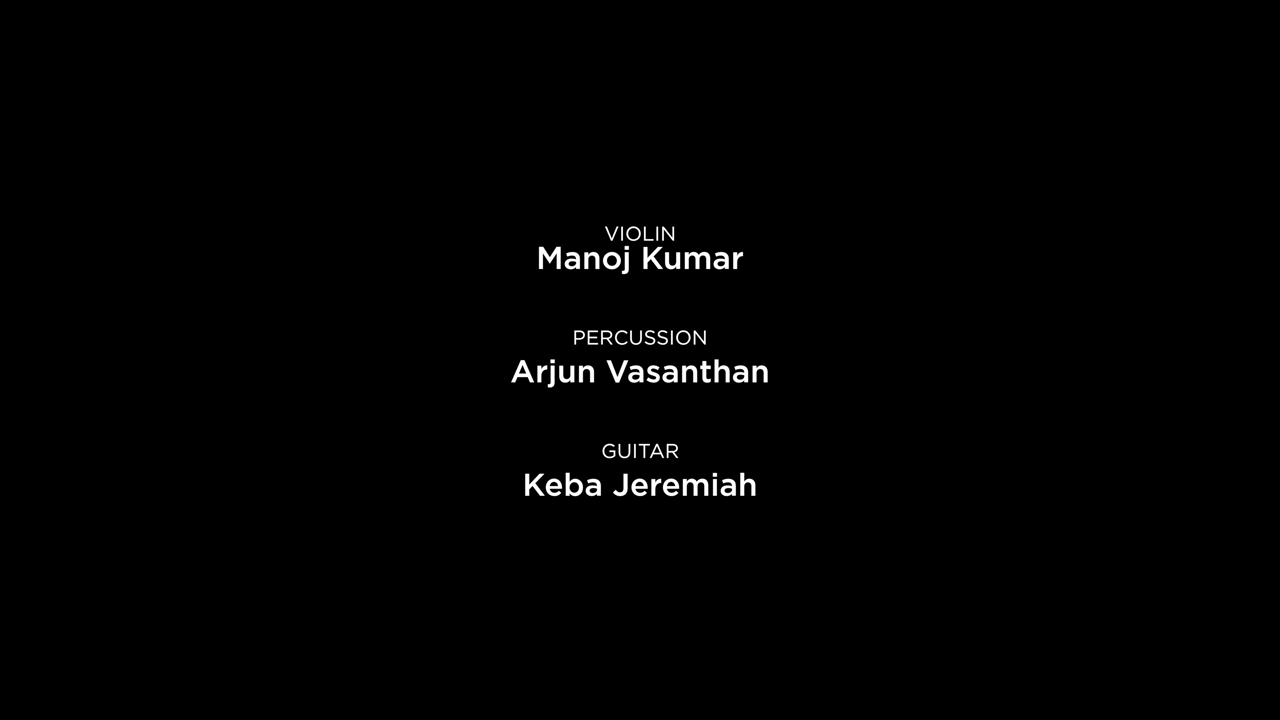 VIOLIN
Manoj Kumar
PERCUSSION
Arjun Vasanthan
GUITAR
Keba Jeremiah